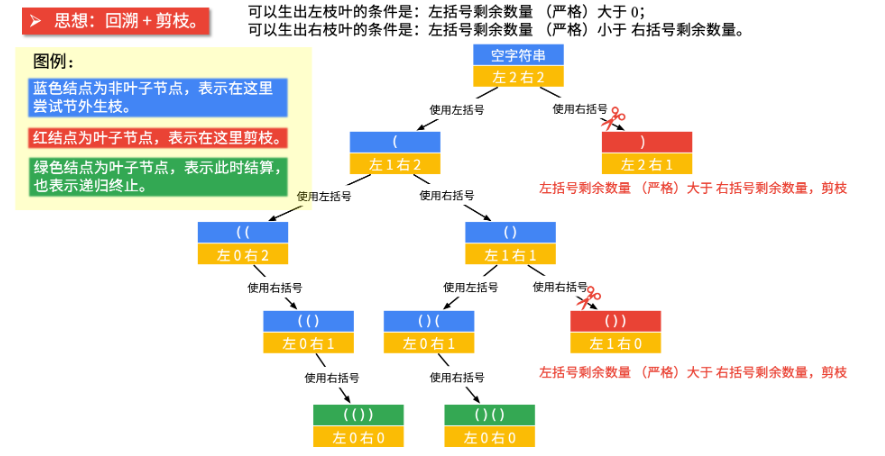 ➤ 思想：回溯 + 剪枝。
可以生出左枝叶的条件是：左括号剩余数量 （严格）大于 0；
可以生出右枝叶的条件是：左括号剩余数量 （严格）小于 右括号剩余数量。
图例：
蓝色结点为非叶子节点，表示在这里
尝试节外生枝。
红结点为叶子节点，表示在这里剪枝。
绿色结点为叶子节点，表示此时结算，
也表示递归终止。
空字符串
左 2 右 2
使用左括号
使用右括号
(
左 1 右 2
)
左 2 右 1
左括号剩余数量 （严格）大于 右括号剩余数量，剪枝
使用左括号
使用右括号
( (
左 0 右 2
( )
左 1 右 1
使用右括号
使用左括号
使用右括号
( ( )
左 0 右 1
( ) (
左 0 右 1
( ) )
左 1 右 0
左括号剩余数量 （严格）大于 右括号剩余数量，剪枝
使用右括号
使用右括号
( ( ) )
左 0 右 0
( ) ( )
左 0 右 0